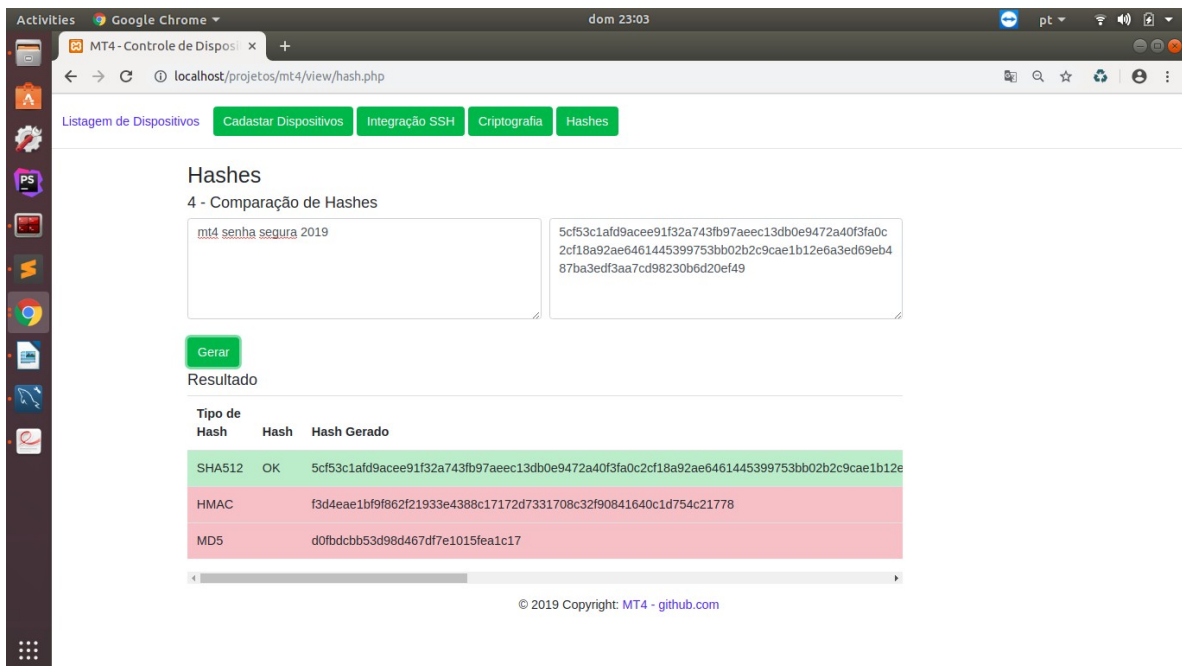 Activities Google Chrome dom 23:03 pt
MT4 - Controle de Disposi
localhost/projetos/mt4/view/hash.php
Listagem de Dispositivos Cadastar Dispositivos Integração SSH Criptografia Hashes
Hashes
4 - Comparação de Hashes
mt4 senha segura 2019
5cf53c1afd9acee91f32a743fb97aeec13db0e9472a40f3fa0c
2cf18a92ae6461445399753bb02b2c9cae1b12e6a3ed69eb4
87ba3edf3aa7cd98230b6d20ef49
Gerar
Resultado
Tipo de
Hash Hash Hash Gerado
SHA512 OK 5cf53c1afd9acee91f32a743fb97aeec13db0e9472a40f3fa0c2cf18a92ae6461445399753bb02b2c9cae1b12e
HMAC f3d4eae1bf9f862f21933e4388c17172d7331708c32f90841640c1d754c21778
MD5 d0fbdcbb53d98d467df7e1015fea1c17
© 2019 Copyright: MT4 - github.com
PS